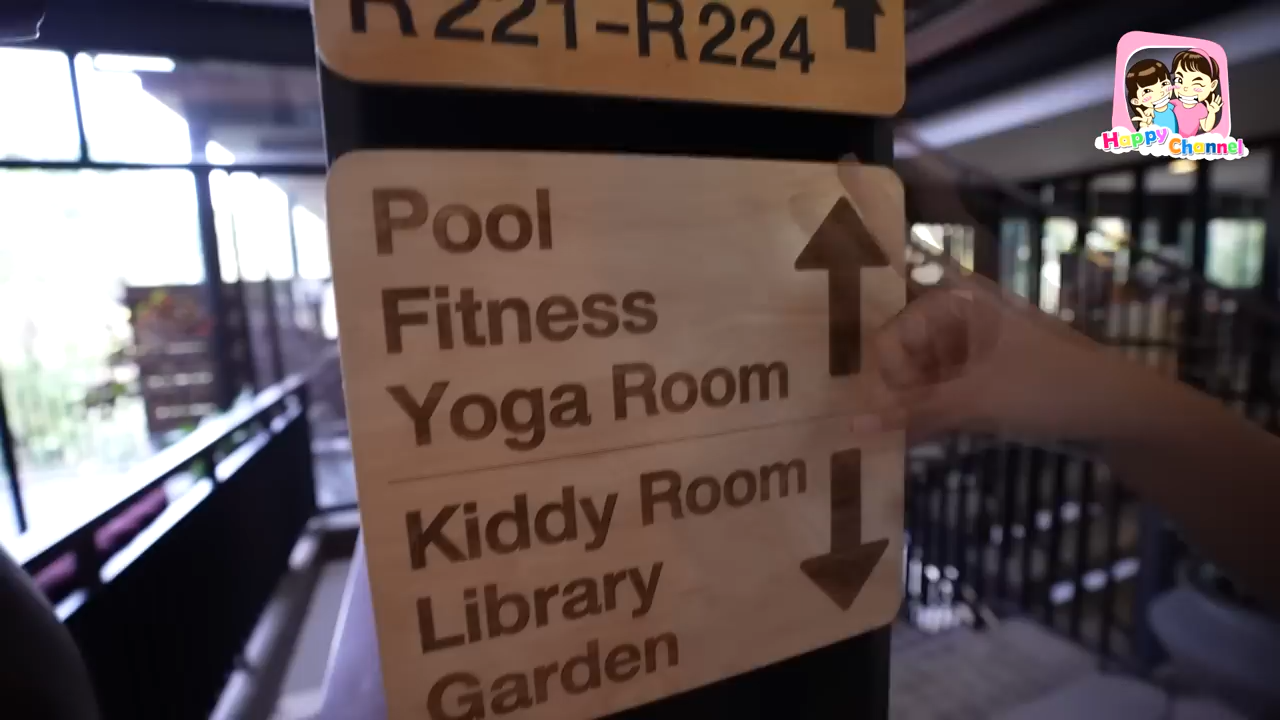 R221-R224
Pool
Fitness
Yoga Room
Kiddy Room
Library
Garden
Happy Channel